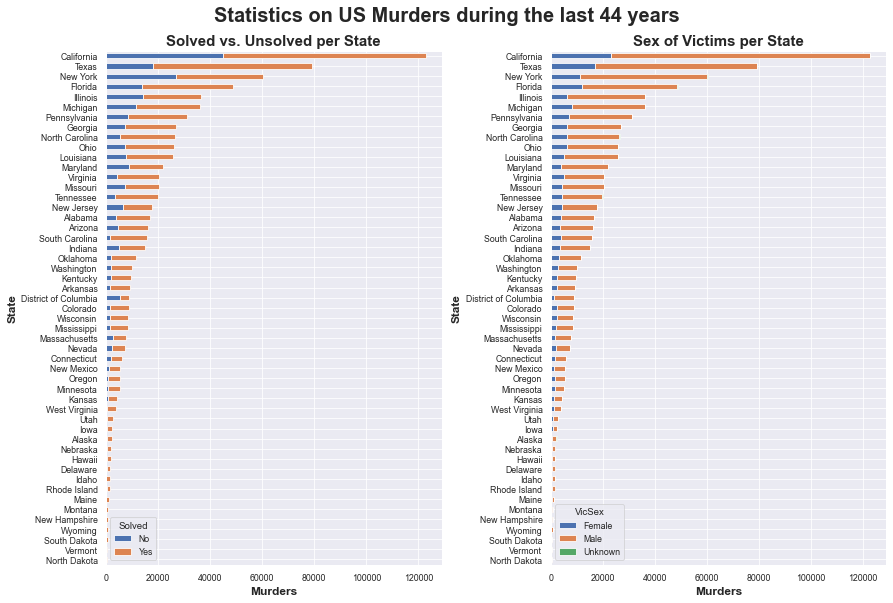 Statistics on US Murders during the last 44 years
Solved vs. Unsolved per State
State
California
Texas
New York
Florida
Illinois
Michigan
Pennsylvania
Georgia
North Carolina
Ohio
Louisiana
Maryland
Virginia
Missouri
Tennessee
New Jersey
Alabama
Arizona
South Carolina
Indiana
Oklahoma
Washington
Kentucky
Arkansas
District of Columbia
Colorado
Wisconsin
Mississippi
Massachusetts
Nevada
Connecticut
New Mexico
Oregon
Minnesota
Kansas
West Virginia
Utah
Iowa
Alaska
Nebraska
Hawaii
Delaware
Idaho
Rhode Island
Maine
Montana
New Hampshire
Wyoming
South Dakota
Vermont
North Dakota
Solved
No
Yes
0 20000 40000 60000 80000 100000 120000
Murders
Sex of Victims per State
State
California
Texas
New York
Florida
Illinois
Michigan
Pennsylvania
Georgia
North Carolina
Ohio
Louisiana
Maryland
Virginia
Missouri
Tennessee
New Jersey
Alabama
Arizona
South Carolina
Indiana
Oklahoma
Washington
Kentucky
Arkansas
District of Columbia
Colorado
Wisconsin
Mississippi
Massachusetts
Nevada
Connecticut
New Mexico
Oregon
Minnesota
Kansas
West Virginia
Utah
Iowa
Alaska
Nebraska
Hawaii
Delaware
Idaho
Rhode Island
Maine
Montana
New Hampshire
Wyoming
South Dakota
Vermont
North Dakota
VicSex
Female
Male
Unknown
0 20000 40000 60000 80000 100000 120000
Murders